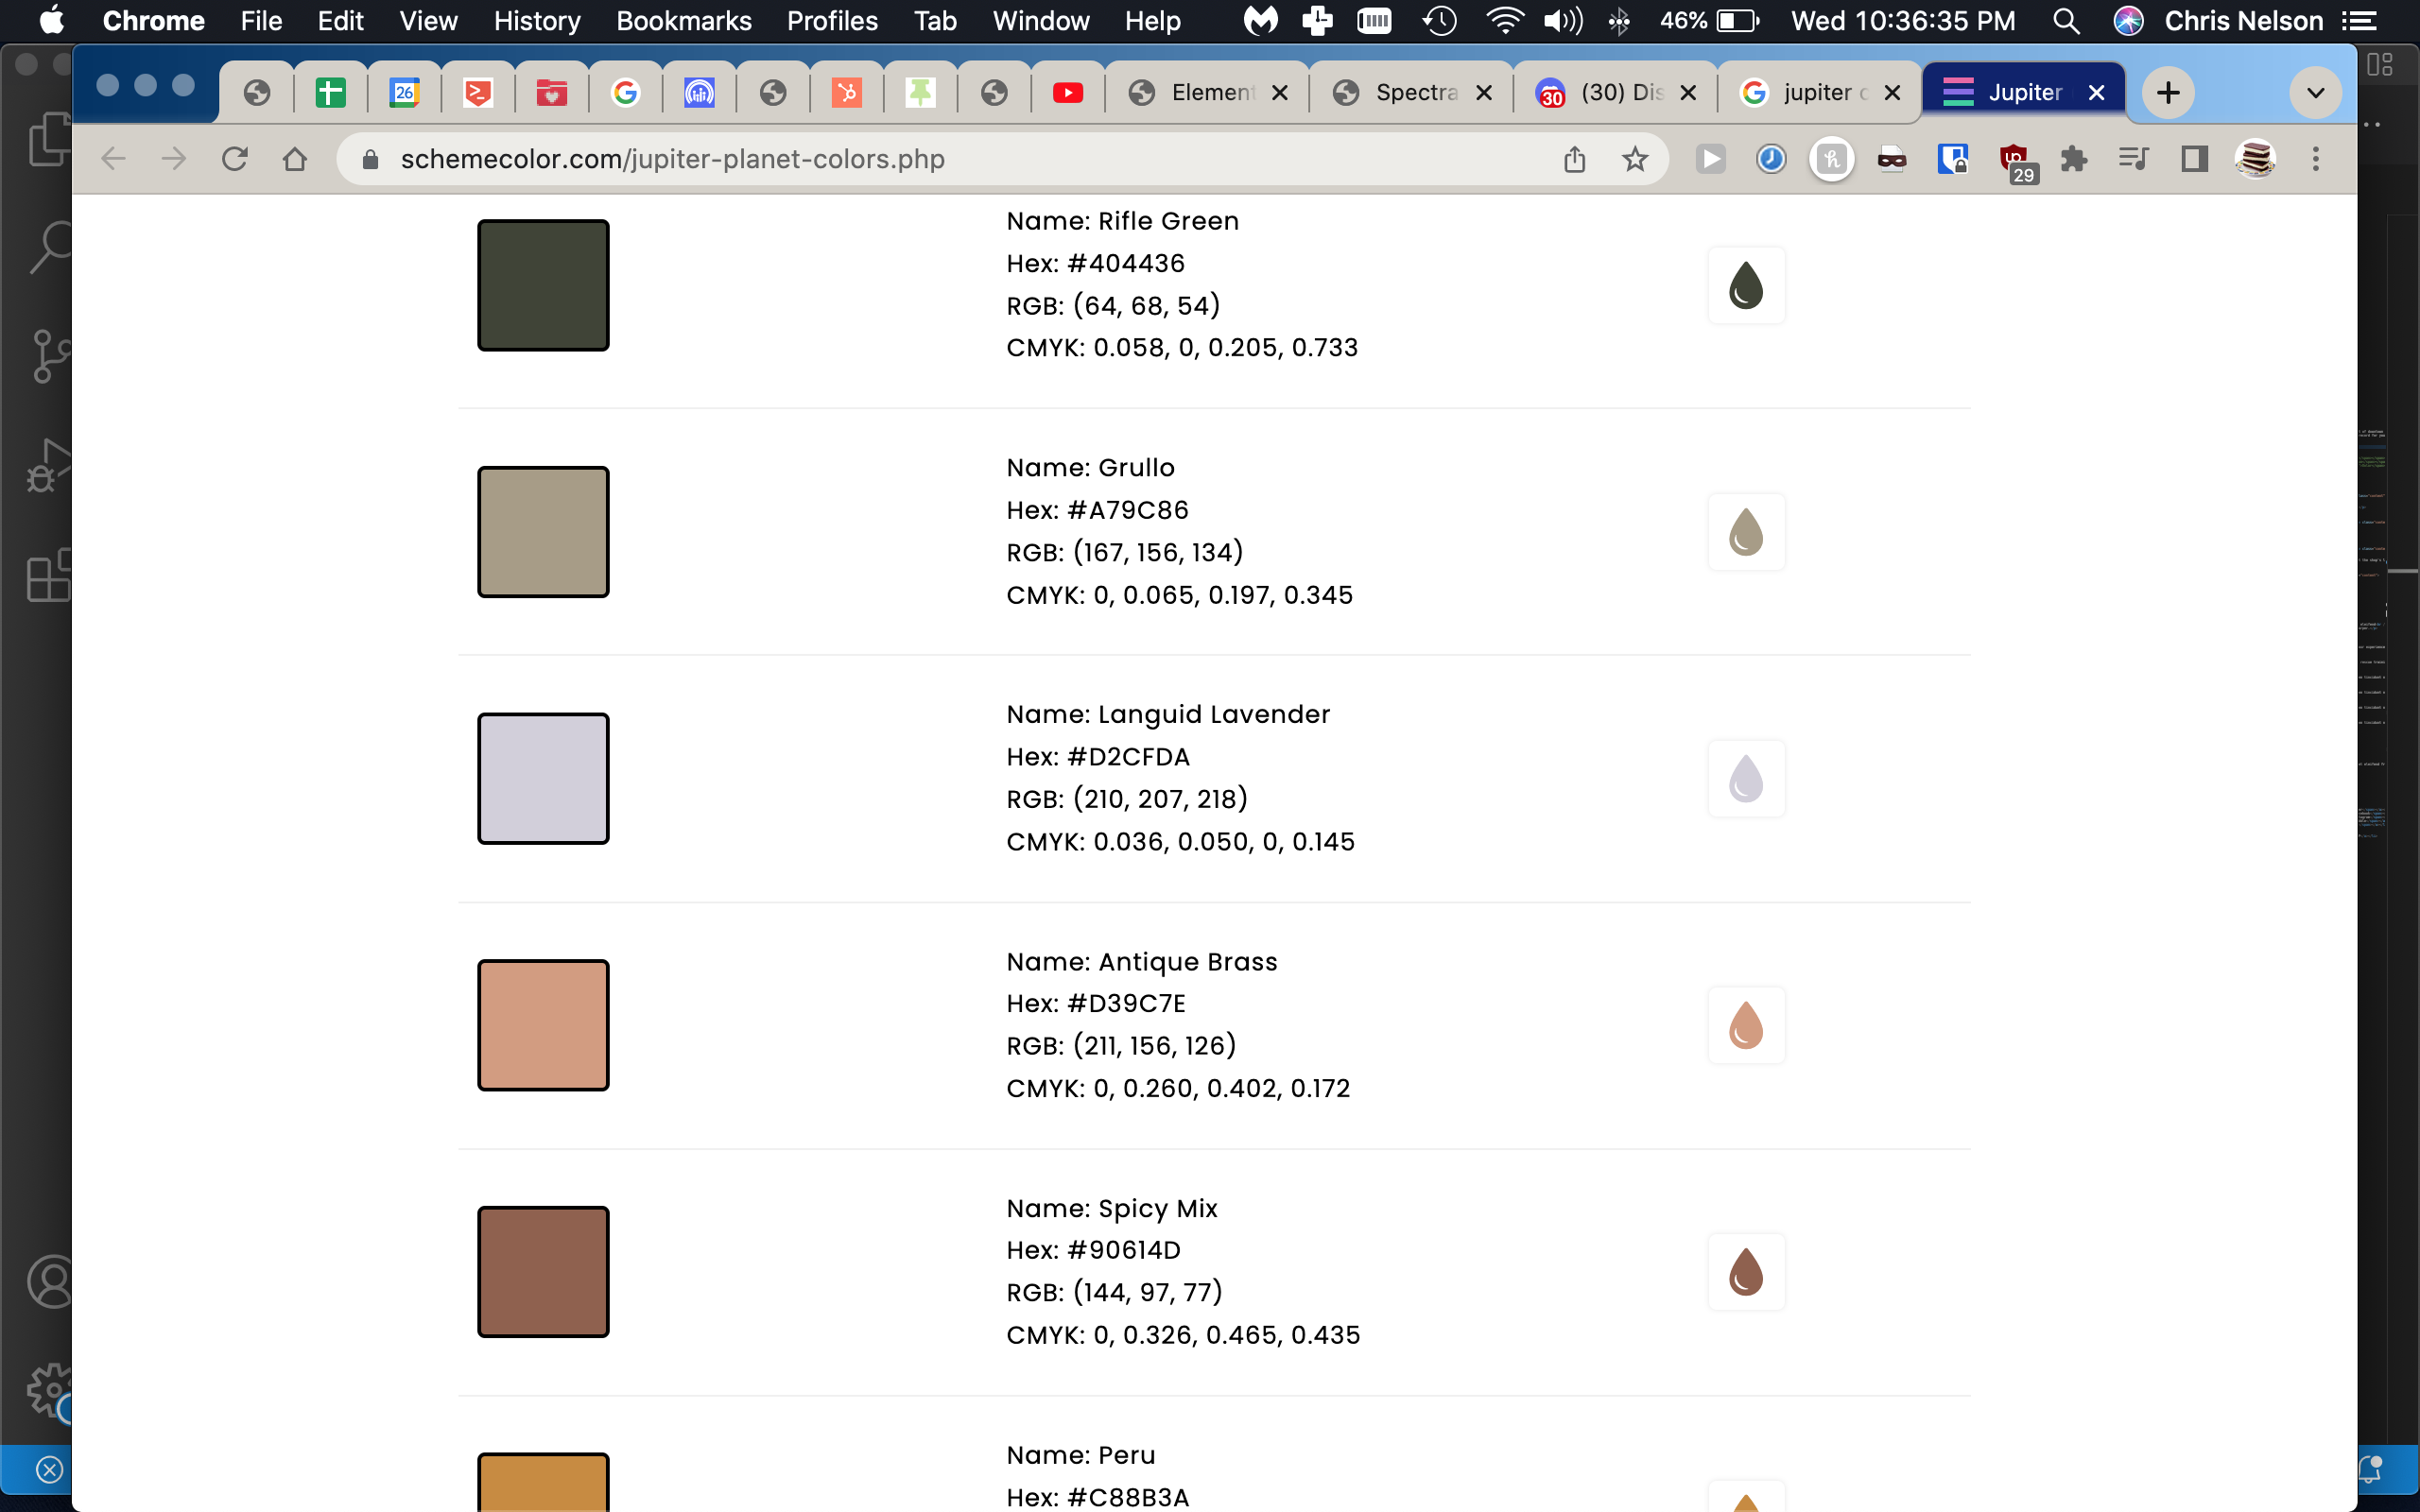 Chrome File Edit View History Bookmarks Profiles Tab Window Help 46% Wed 10:36:35 PM Chris Nelson
26 Element Spectra 30 (30) Dis jupiter c Jupiter
schemecolor.com/jupiter-planet-colors.php 29
Name: Rifle Green
Hex: #404436
RGB: (64, 68, 54)
CMYK: 0.058, 0, 0.205, 0.733
Name: Grullo
Hex: #A79C86
RGB: (167, 156, 134)
CMYK: 0, 0.065, 0.197, 0.345
Name: Languid Lavender
Hex: #D2CFDA
RGB: (210, 207, 218)
CMYK: 0.036, 0.050, 0, 0.145
Name: Antique Brass
Hex: #D39C7E
RGB: (211, 156, 126)
CMYK: 0, 0.260, 0.402, 0.172
Name: Spicy Mix
Hex: #90614D
RGB: (144, 97, 77)
CMYK: 0, 0.326, 0.465, 0.435
Name: Peru
Hex: #C88B3A